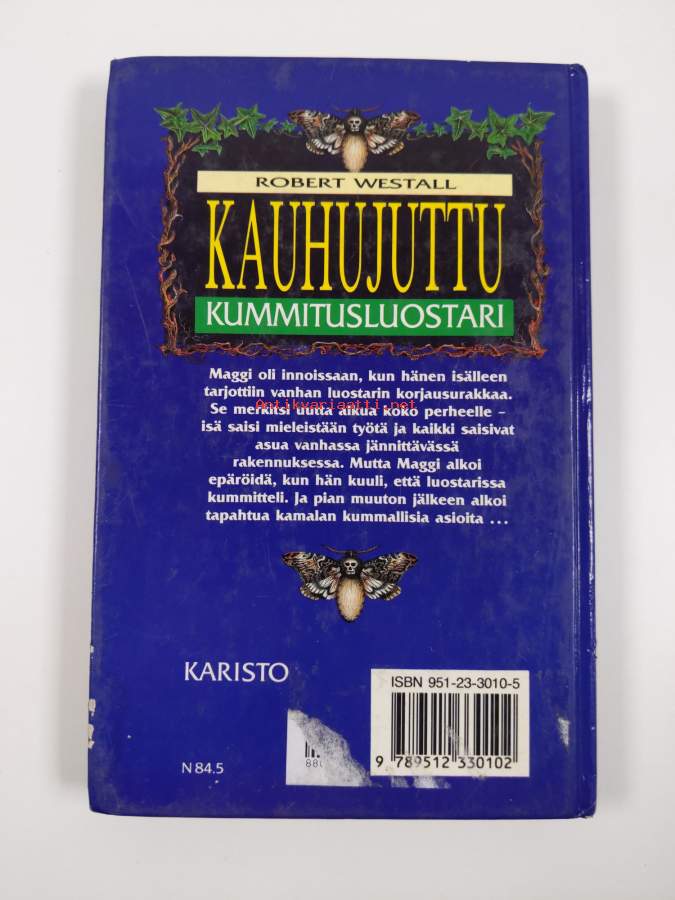 ROBERT WESTALL
KAUHUJUTTU
KUMMITUSLUOSTARI
Maggi oli innoissaan, kun hänen isälleen
tarjottiin vanhan luostarin korjausurakkaa.
Antikvariaatti.net
Se merkitsi uutta alkua koko perheelle –
isä saisi mieleistään työtä ja kaikki saisivat
asua vanhassa jännittävässä
rakennuksessa. Mutta Maggi alkoi
epäröidä, kun hän kuuli, että luostarissa
kummitteli. Ja pian muuton jälkeen alkoi
tapahtua kamalan kummallisia asioita ...
KARISTO
ISBN 951-23-3010-5
9 789512 330102
N 84.5